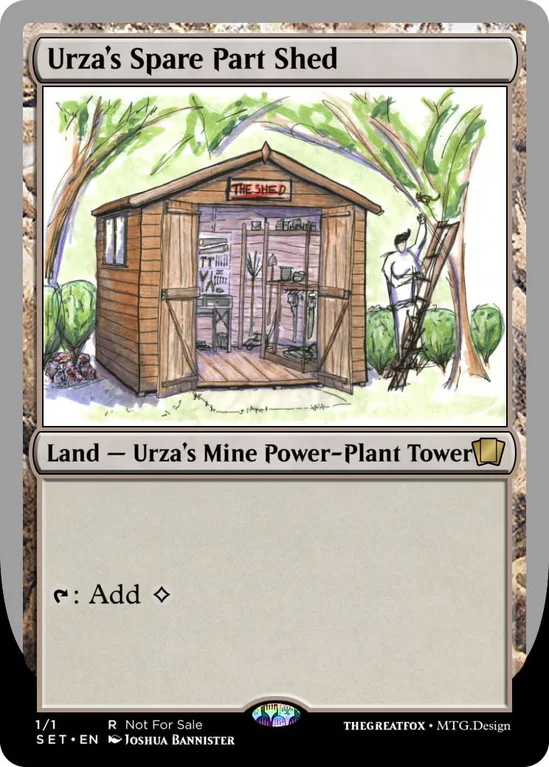 Urza's Spare Part Shed
THE SHED
Land — Urza's Mine Power-Plant Tower
: Add
1/1 R Not For Sale
SET • EN Joshua Bannister
THEGREATFOX • MTG.Design